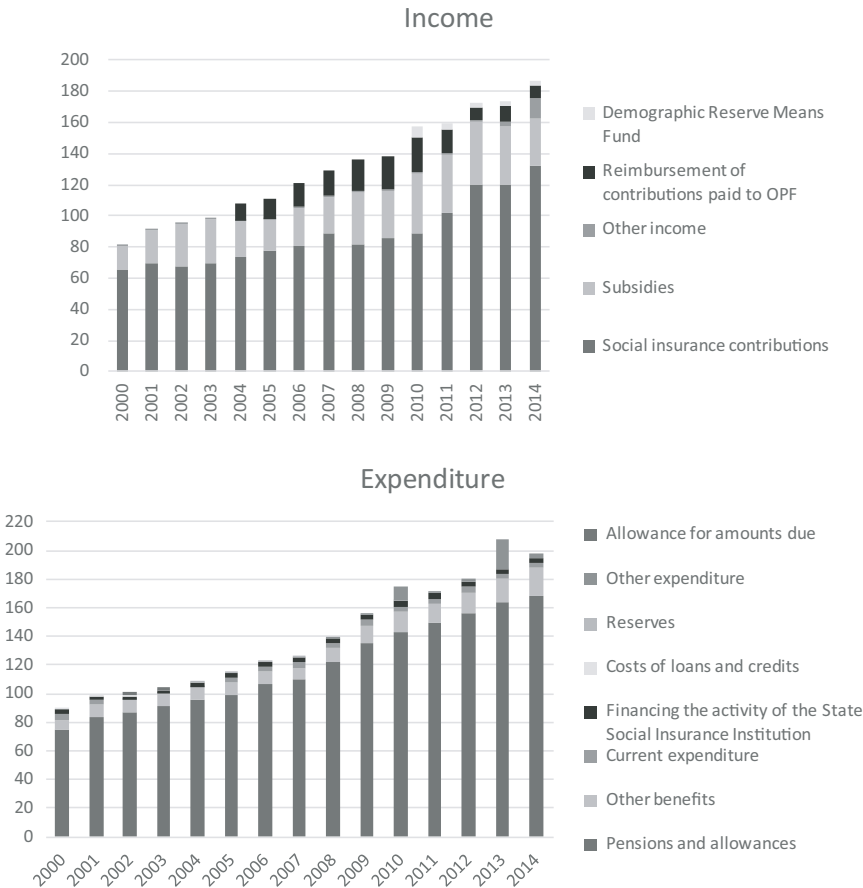 Income
200
180
160
140
120
100
80
60
40
20
0
2000 2001 2002 2003 2004 2005 2006 2007 2008 2009 2010 2011 2012 2013 2014
Demographic Reserve Means
Fund
Reimbursement of
contributions paid to OPF
Other income
Subsidies
Social insurance contributions
Expenditure
220
200
180
160
140
120
100
80
60
40
20
0
2000 2001 2002 2003 2004 2005 2006 2007 2008 2009 2010 2011 2012 2013 2014
Allowance for amounts due
Other expenditure
Reserves
Costs of loans and credits
Financing the activity of the State
Social Insurance Institution
Current expenditure
Other benefits
Pensions and allowances